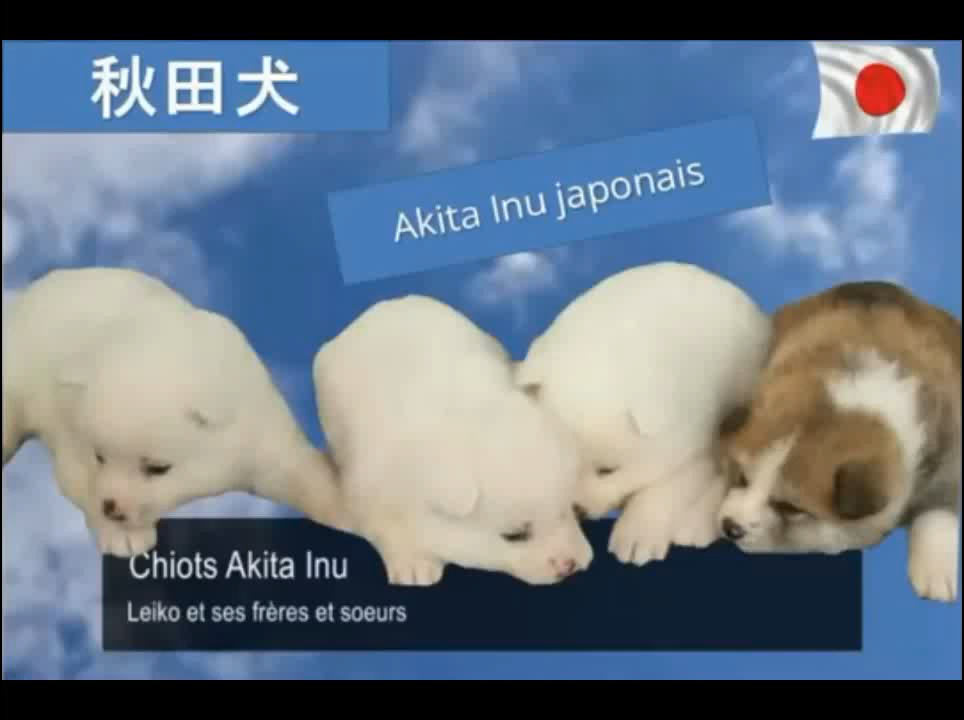 秋田犬
Akita Inu japonais
Chiots Akita Inu
Leiko et ses frères et soeurs